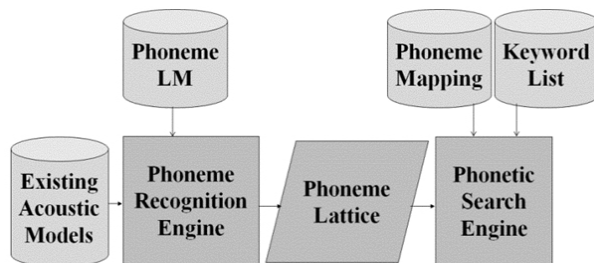 Phoneme
LM
Phoneme
Mapping
Keyword
List
Existing
Acoustic
Models
Phoneme
Recognition
Engine
Phoneme
Lattice
Phonetic
Search
Engine